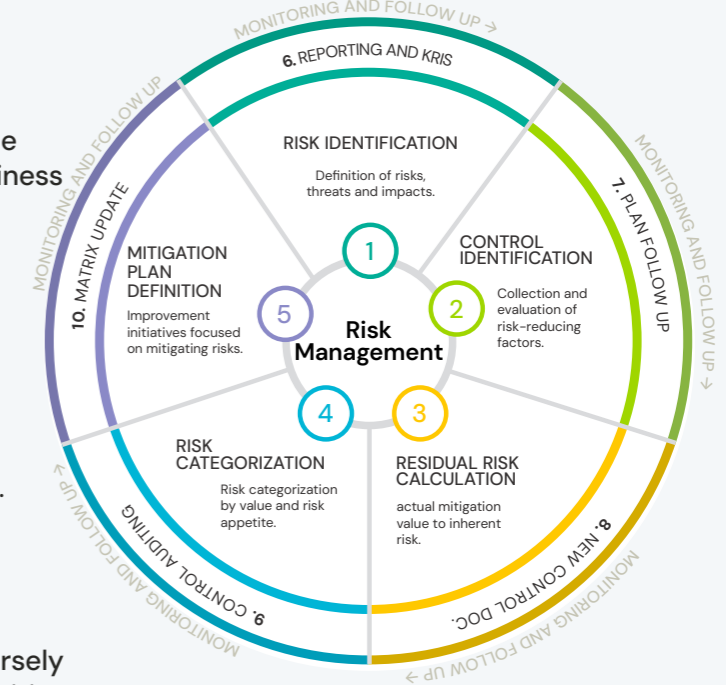 MONITORING AND FOLLOW UP →
6. REPORTING AND KRIS
MONITORING AND FOLLOW UP
10. MATRIX UPDATE
7. PLAN FOLLOW UP
MONITORING AND FOLLOW UP →
RISK IDENTIFICATION
Definition of risks,
threats and impacts.
1
CONTROL
IDENTIFICATION
2
Collection and
evaluation of
risk-reducing
factors.
MITIGATION
PLAN
DEFINITION
5
Improvement
initiatives focused
on mitigating risks.
Risk
Management
4
3
RISK
CATEGORIZATION
Risk categorization
by value and risk
appetite.
RESIDUAL RISK
CALCULATION
actual mitigation
value to inherent
risk.
9. CONTROL AUDITING
MONITORING AND FOLLOW UP →
8. NEW CONTROL DOC.
MONITORING AND FOLLOW UP →
e
iness
.
rsely